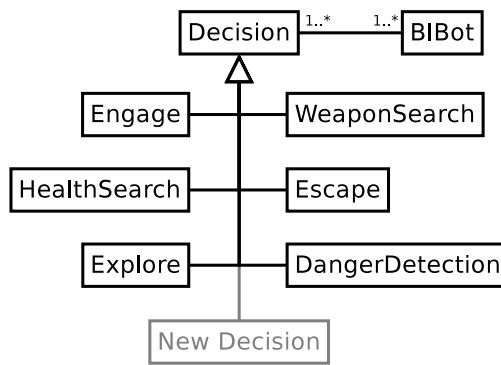 Decision 1..* 1..* BIBot
Engage WeaponSearch
HealthSearch Escape
Explore DangerDetection
New Decision